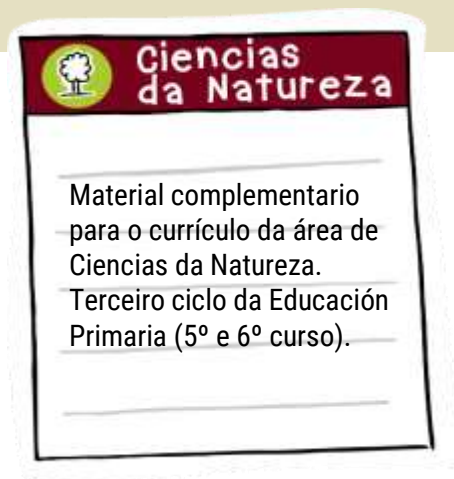 Ciencias
da Natureza
Material complementario
para o currículo da área de
Ciencias da Natureza.
Terceiro ciclo da Educación
Primaria (5º e 6º curso).